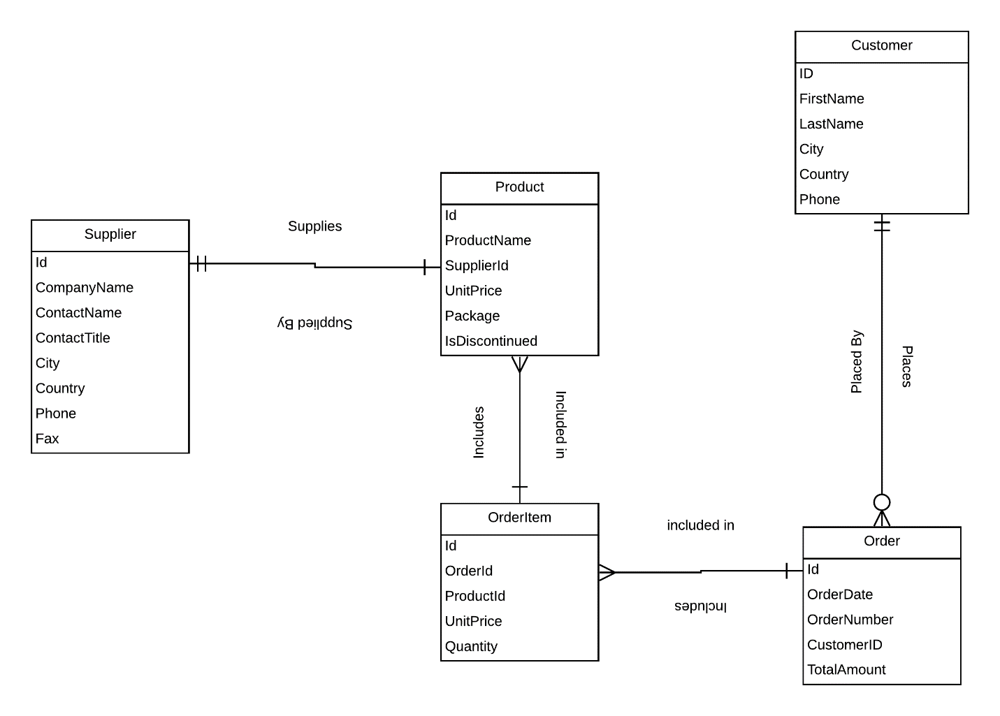 Customer
ID
FirstName
LastName
City
Country
Phone
Product
Id
ProductName
SupplierId
UnitPrice
Package
IsDiscontinued
Supplier
Id
CompanyName
ContactName
ContactTitle
City
Country
Phone
Fax
Supplies
Supplied By
Includes
Included in
Placed By
Places
OrderItem
Id
OrderId
ProductId
UnitPrice
Quantity
included in
Includes
Order
Id
OrderDate
OrderNumber
CustomerID
TotalAmount